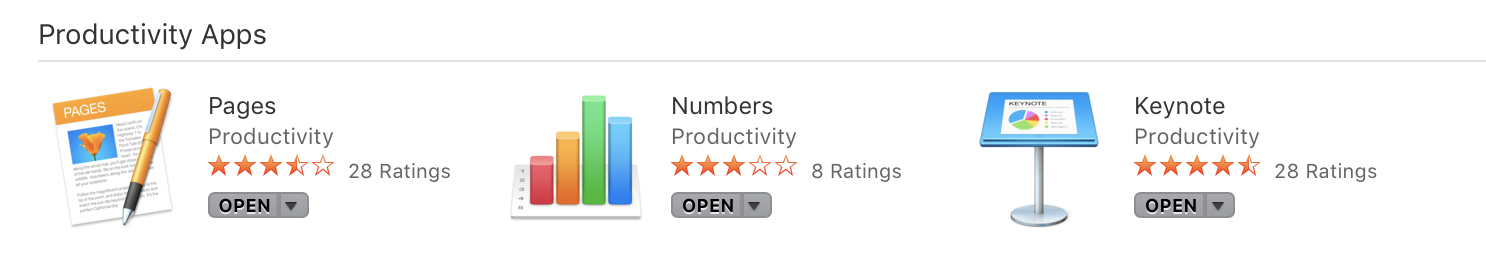 Productivity Apps
PAGES
Pages
Productivity
28 Ratings
OPEN
Numbers
Productivity
8 Ratings
OPEN
KEYNOTE
Keynote
Productivity
28 Ratings
OPEN